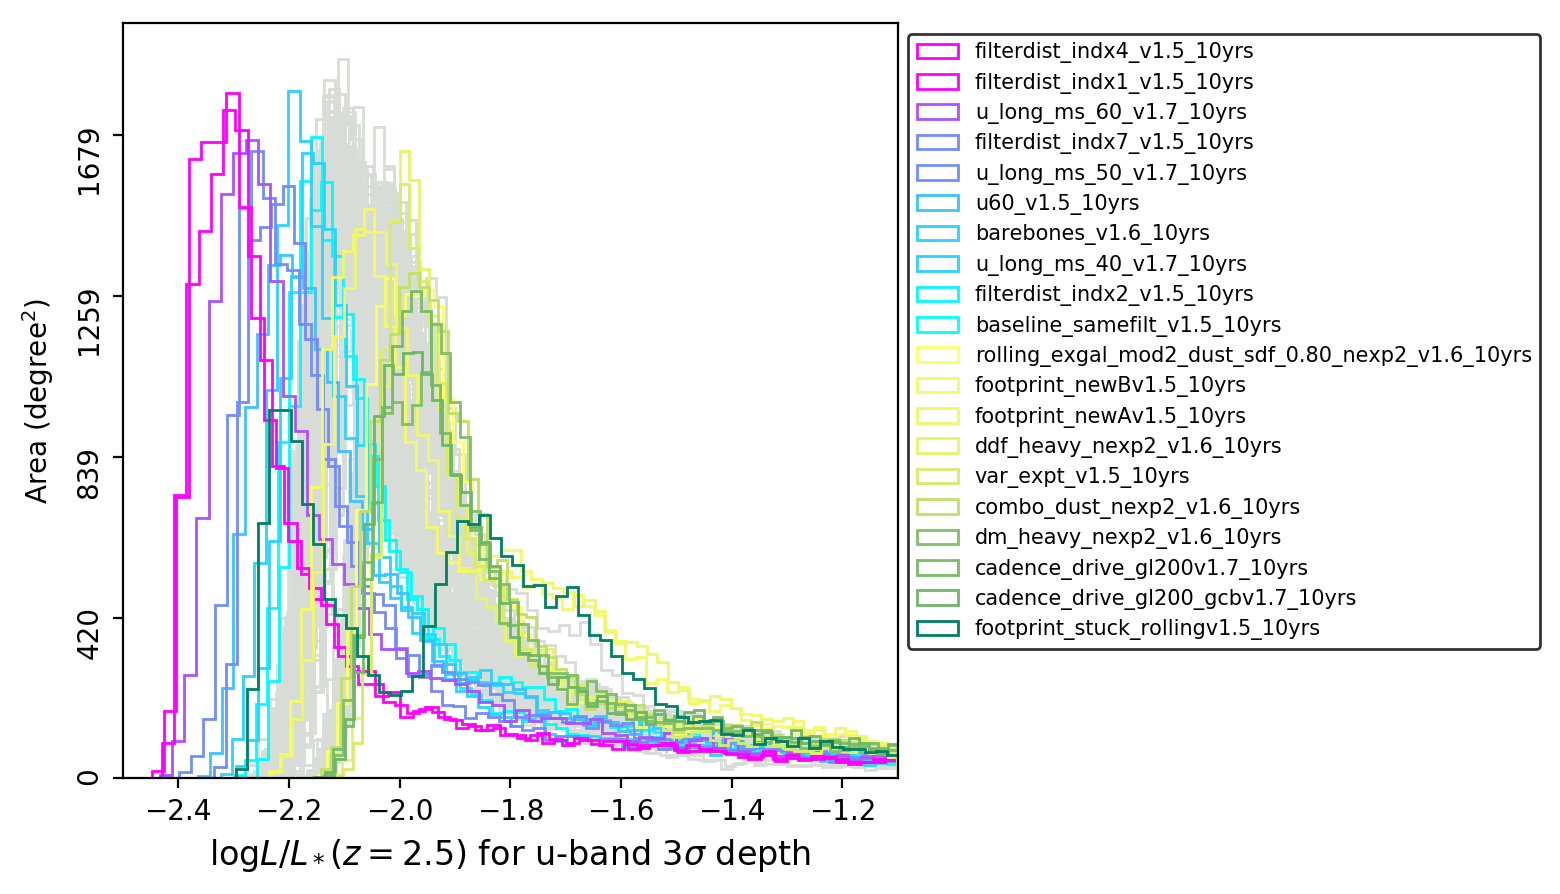 Area (degree²)
1679
1259
839
420
0
−2.4 −2.2 −2.0 −1.8 −1.6 −1.4 −1.2
logL/L*(z = 2.5) for u-band 3σ depth
filterdist_indx4_v1.5_10yrs
filterdist_indx1_v1.5_10yrs
u_long_ms_60_v1.7_10yrs
filterdist_indx7_v1.5_10yrs
u_long_ms_50_v1.7_10yrs
u60_v1.5_10yrs
barebones_v1.6_10yrs
u_long_ms_40_v1.7_10yrs
filterdist_indx2_v1.5_10yrs
baseline_samefilt_v1.5_10yrs
rolling_exgal_mod2_dust_sdf_0.80_nexp2_v1.6_10yrs
footprint_newBv1.5_10yrs
footprint_newAv1.5_10yrs
ddf_heavy_nexp2_v1.6_10yrs
var_expt_v1.5_10yrs
combo_dust_nexp2_v1.6_10yrs
dm_heavy_nexp2_v1.6_10yrs
cadence_drive_gl200v1.7_10yrs
cadence_drive_gl200_gcbv1.7_10yrs
footprint_stuck_rollingv1.5_10yrs